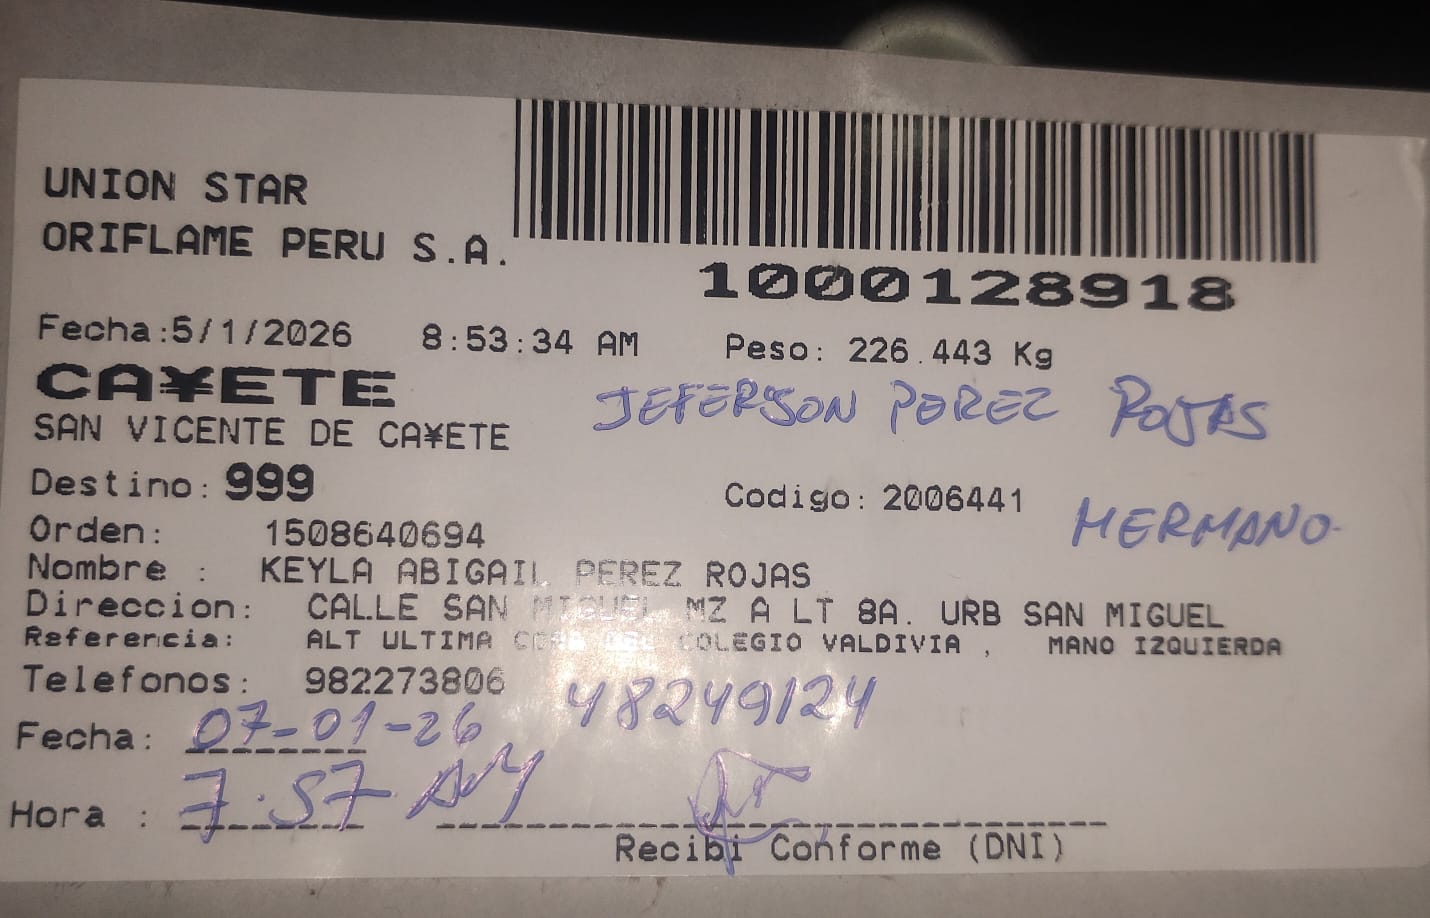 UNION STAR
ORIFLAME PERU S.A.
1000128918
Fecha:5/1/2026 8:53:34 AM Peso: 226.443 Kg
CA¥ETE
JEFERSON PEREZ ROJAS
SAN VICENTE DE CA¥ETE
Destino: 999
Codigo: 2006441
HERMANO
Orden: 1508640694
Nombre : KEYLA ABIGAIL PEREZ ROJAS
Direccion: CALLE SAN MIGUEL MZ A LT 8A. URB SAN MIGUEL
Referencia: ALT ULTIMA COLEGIO VALDIVIA , MANO IZQUIERDA
Telefonos: 982273806
48249124
Fecha: 07-01-26
Hora : 7:57 AM
Recibi Conforme (DNI)